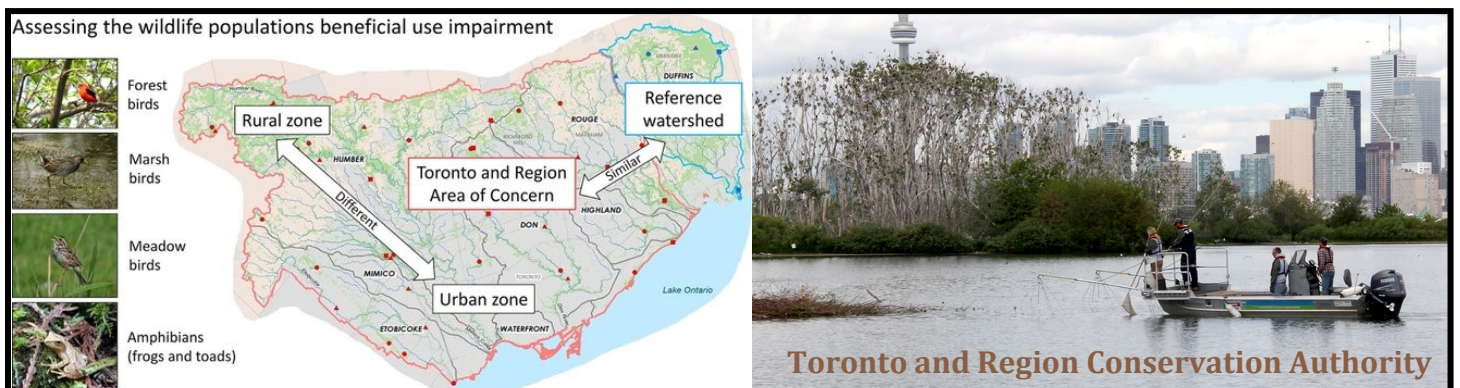 Assessing the wildlife populations beneficial use impairment
Forest
birds
Marsh
birds
Meadow
birds
Amphibians
(frogs and toads)
Rural zone
Reference
watershed
Toronto and Region
Area of Concern
Urban zone
Different
Similar
DUFFINS
ROUGE
HUMBER
HIGHLAND
DON
MIMICO
ETOBICOKE
WATERFRONT
TORONTO
Lake Ontario
Toronto and Region Conservation Authority